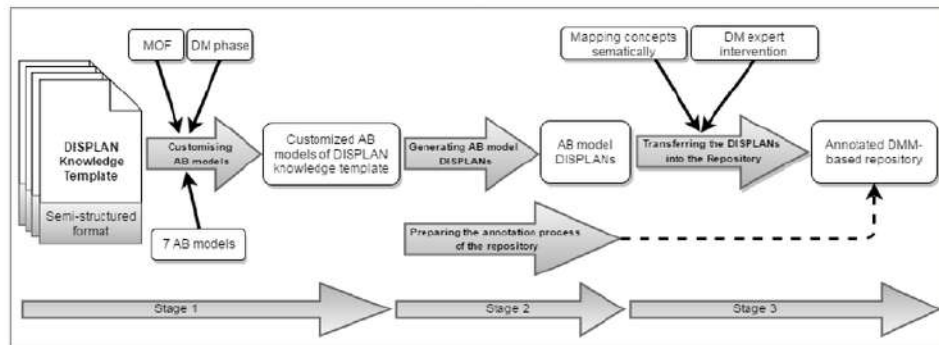 MOF
DM phase
Mapping concepts
sematically
DM expert
intervention
DISPLAN
Knowledge
Template
Semi-structured
format
Customising
AB models
7 AB models
Customized AB
models of DISPLAN
knowledge template
Generating AB model
DISPLANs
AB model
DISPLANs
Transferring the DISPLANs
into the Repository
Annotated DMM-
based repository
Preparing the annotation process
of the repository
Stage 1
Stage 2
Stage 3